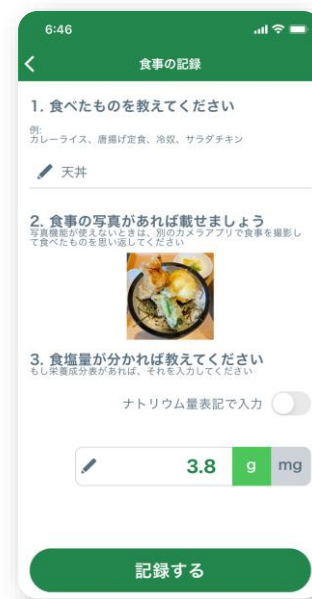 6:46
食事の記録
1. 食べたものを教えてください
例:
カレーライス、唐揚げ定食、冷奴、サラダチキン
天丼
2. 食事の写真があれば載せましょう
写真機能が使えないときは、別のカメラアプリで食事を撮影し
て食べたものを思い返してください
3. 食塩量が分かれば教えてください
もし栄養成分表があれば、それを入力してください
ナトリウム量表記で入力
3.8 g mg
記録する